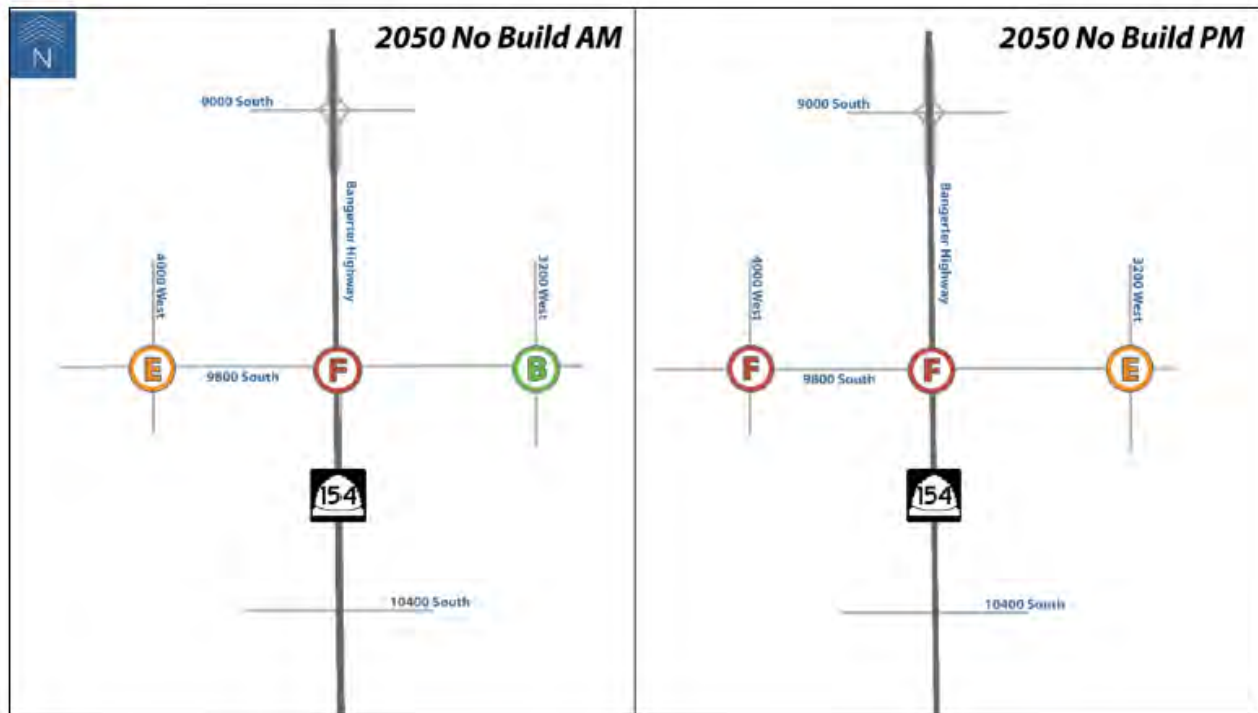 N
2050 No Build AM
9000 South
Bangerter Highway
4000 West
3200 West
E
9800 South
F
B
154
10400 South
2050 No Build PM
9000 South
Bangerter Highway
4000 West
3200 West
F
9800 South
F
E
154
10400 South